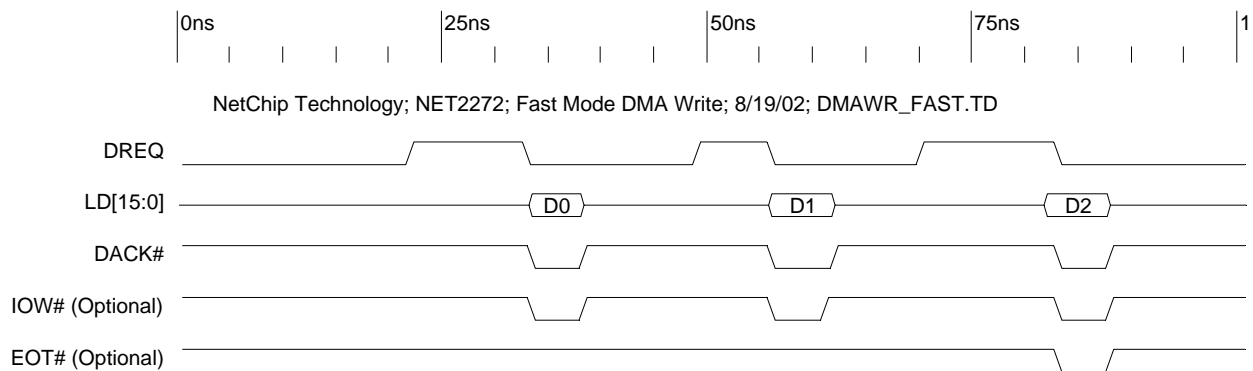 0ns 25ns 50ns 75ns 1
NetChip Technology; NET2272; Fast Mode DMA Write; 8/19/02; DMAWR_FAST.TD
DREQ
LD[15:0] D0 D1 D2
DACK#
IOW# (Optional)
EOT# (Optional)